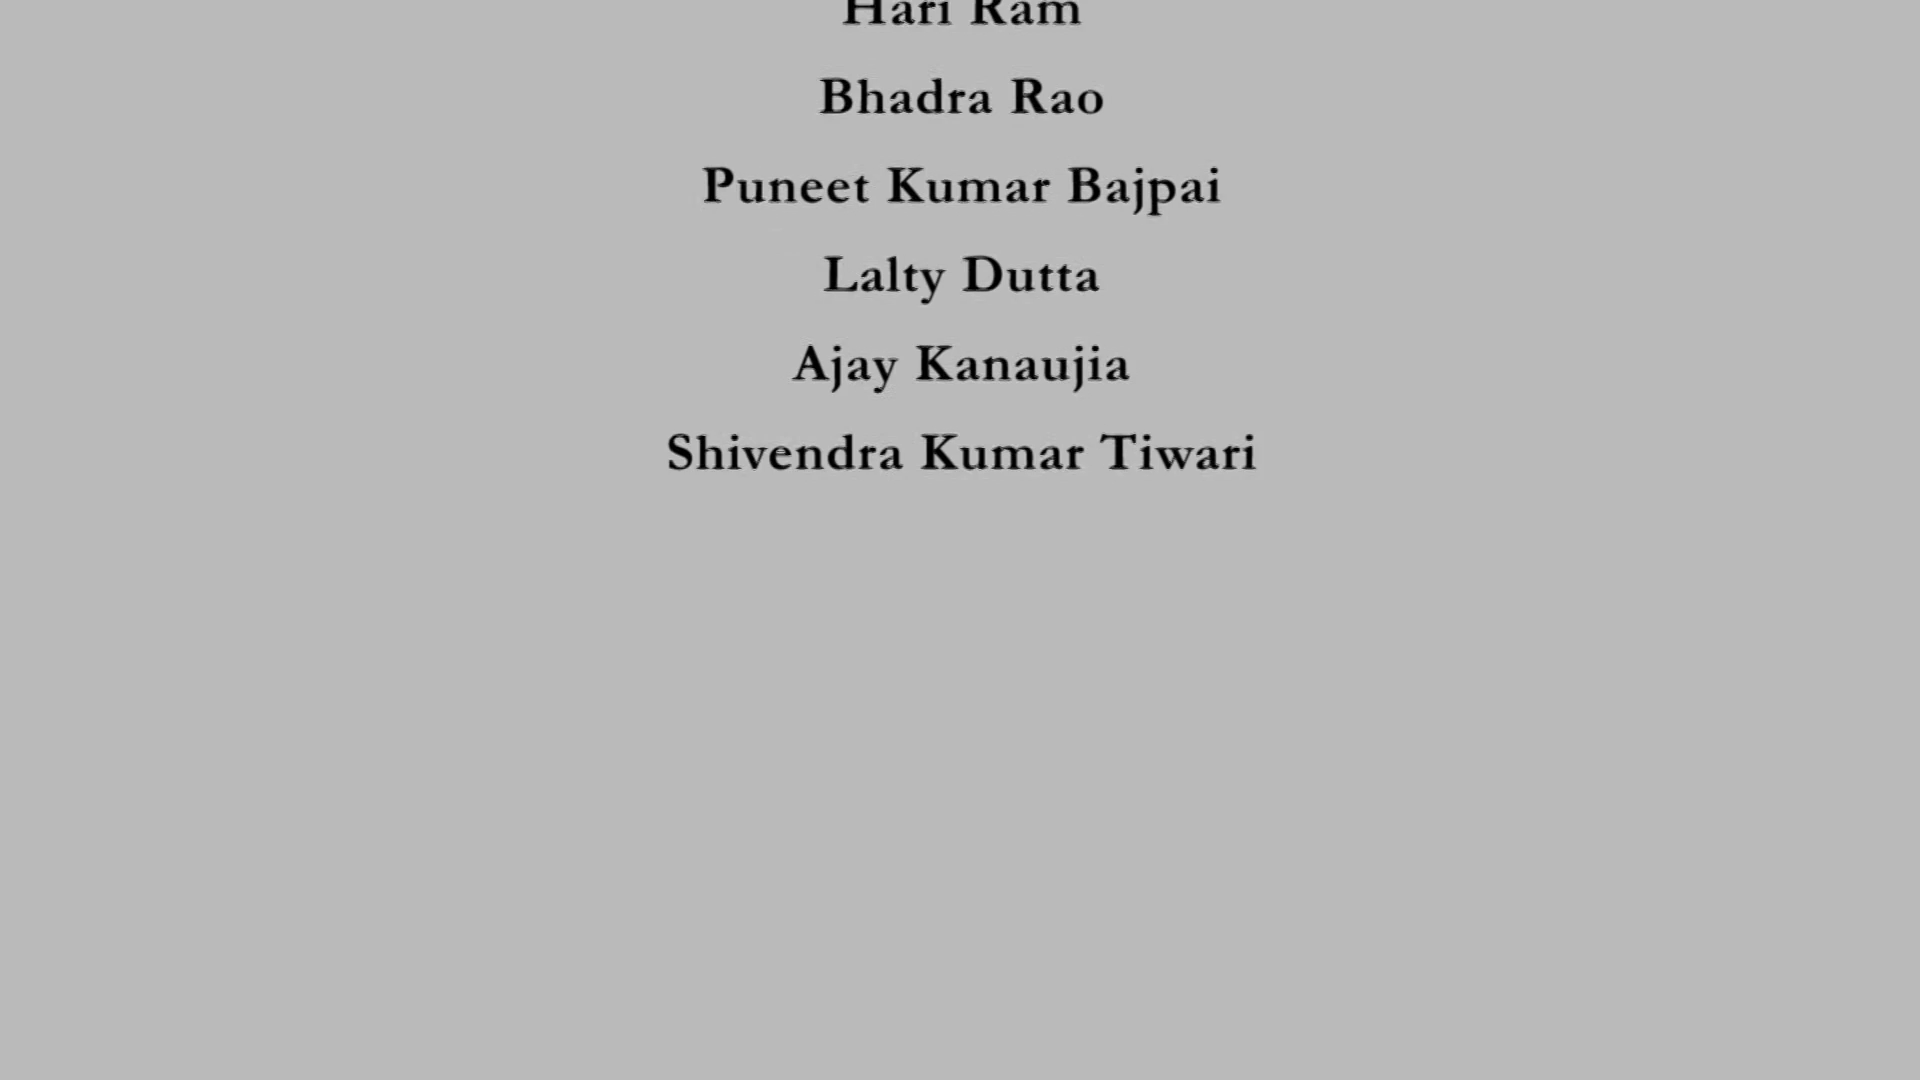 Hari Ram
Bhadra Rao
Puneet Kumar Bajpai
Lalty Dutta
Ajay Kanaujia
Shivendra Kumar Tiwari